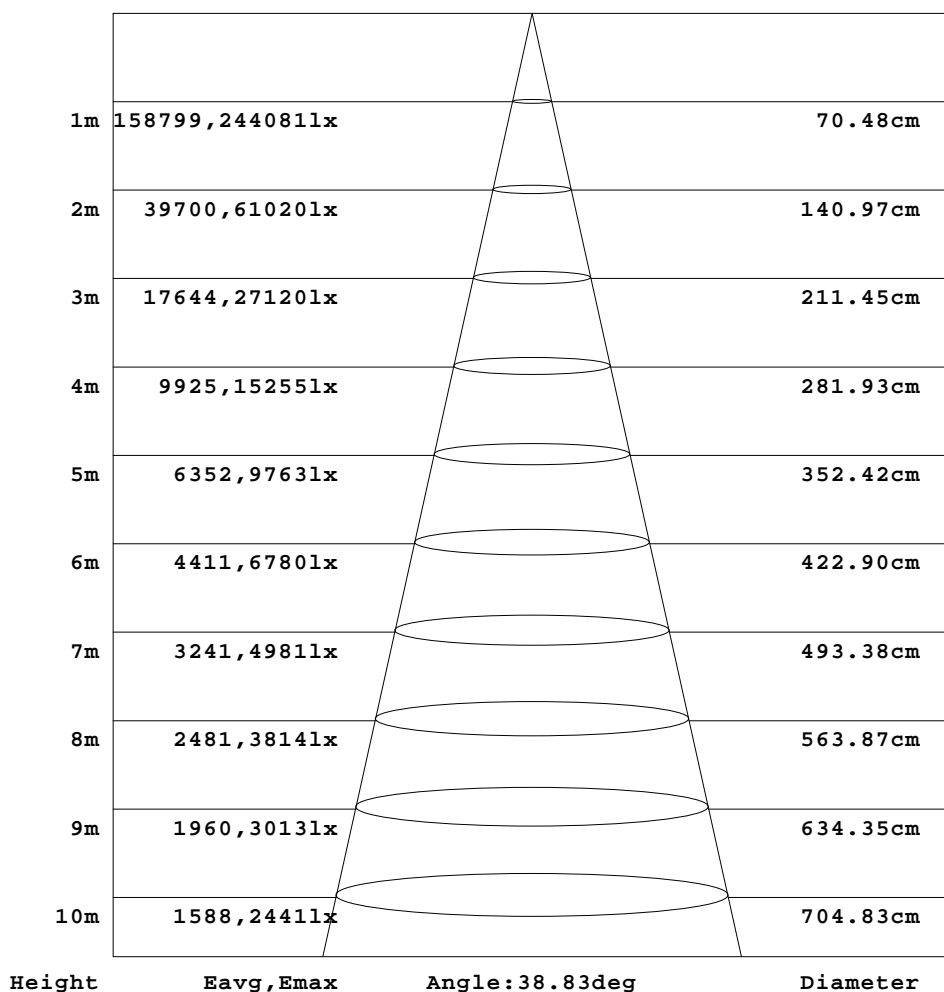 1m 158799,244081lx 70.48cm
2m 39700,61020lx 140.97cm
3m 17644,27120lx 211.45cm
4m 9925,15255lx 281.93cm
5m 6352,9763lx 352.42cm
6m 4411,6780lx 422.90cm
7m 3241,4981lx 493.38cm
8m 2481,3814lx 563.87cm
9m 1960,3013lx 634.35cm
10m 1588,2441lx 704.83cm
Height Eavg,Emax Angle:38.83deg Diameter